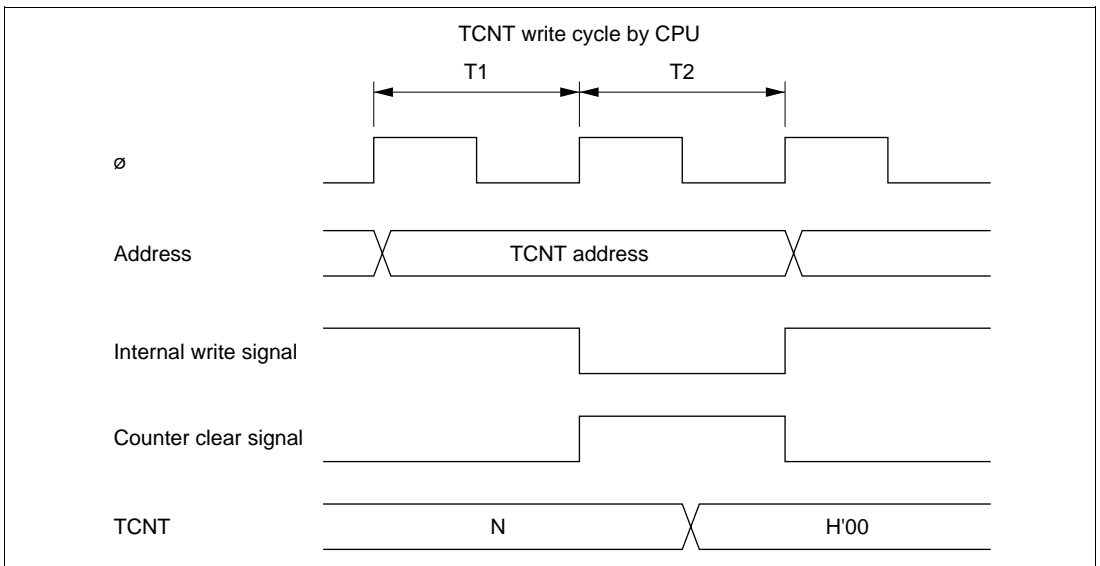 TCNT write cycle by CPU
T1 T2
ø
Address TCNT address
Internal write signal
Counter clear signal
TCNT N H'00